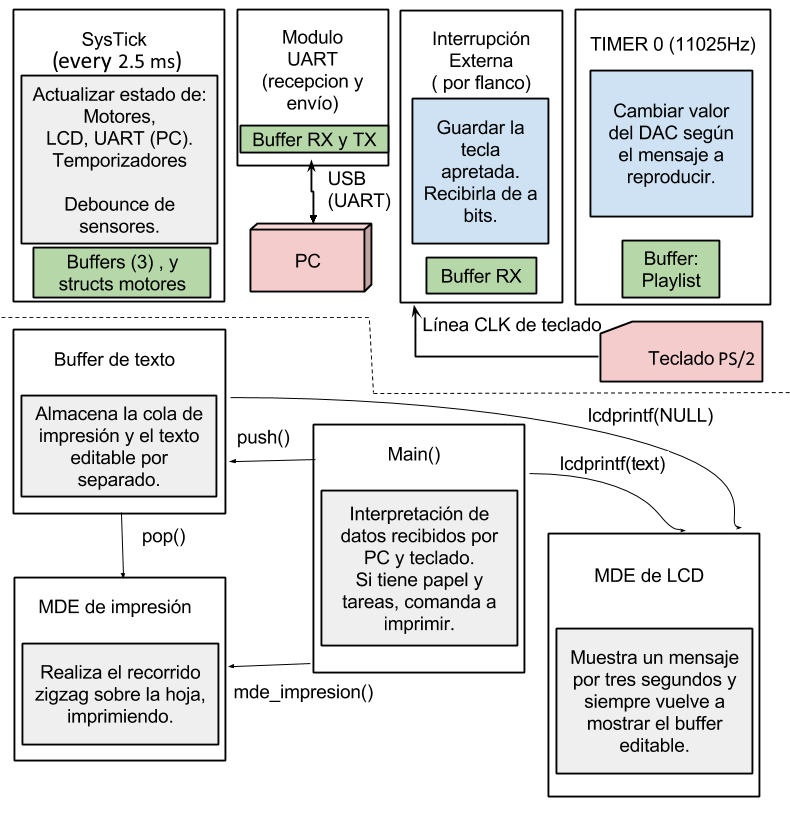 SysTick
(every 2.5 ms)
Actualizar estado de:
Motores,
LCD, UART (PC).
Temporizadores
Debounce de
sensores.
Buffers (3) , y
structs motores
Modulo
UART
(recepcion y
envío)
Buffer RX y TX
USB
(UART)
PC
Interrupción
Externa
( por flanco)
Guardar la
tecla
apretada.
Recibirla de a
bits.
Buffer RX
TIMER 0 (11025Hz)
Cambiar valor
del DAC según
el mensaje a
reproducir.
Buffer:
Playlist
Línea CLK de teclado
Teclado PS/2
Buffer de texto
Almacena la cola de
impresión y el texto
editable por
separado.
push()
pop()
lcdprintf(NULL)
Main()
lcdprintf(text)
Interpretación de
datos recibidos por
PC y teclado.
Si tiene papel y
tareas, comanda a
imprimir.
MDE de impresión
Realiza el recorrido
zigzag sobre la hoja,
imprimiendo.
mde_impresion()
MDE de LCD
Muestra un mensaje
por tres segundos y
siempre vuelve a
mostrar el buffer
editable.